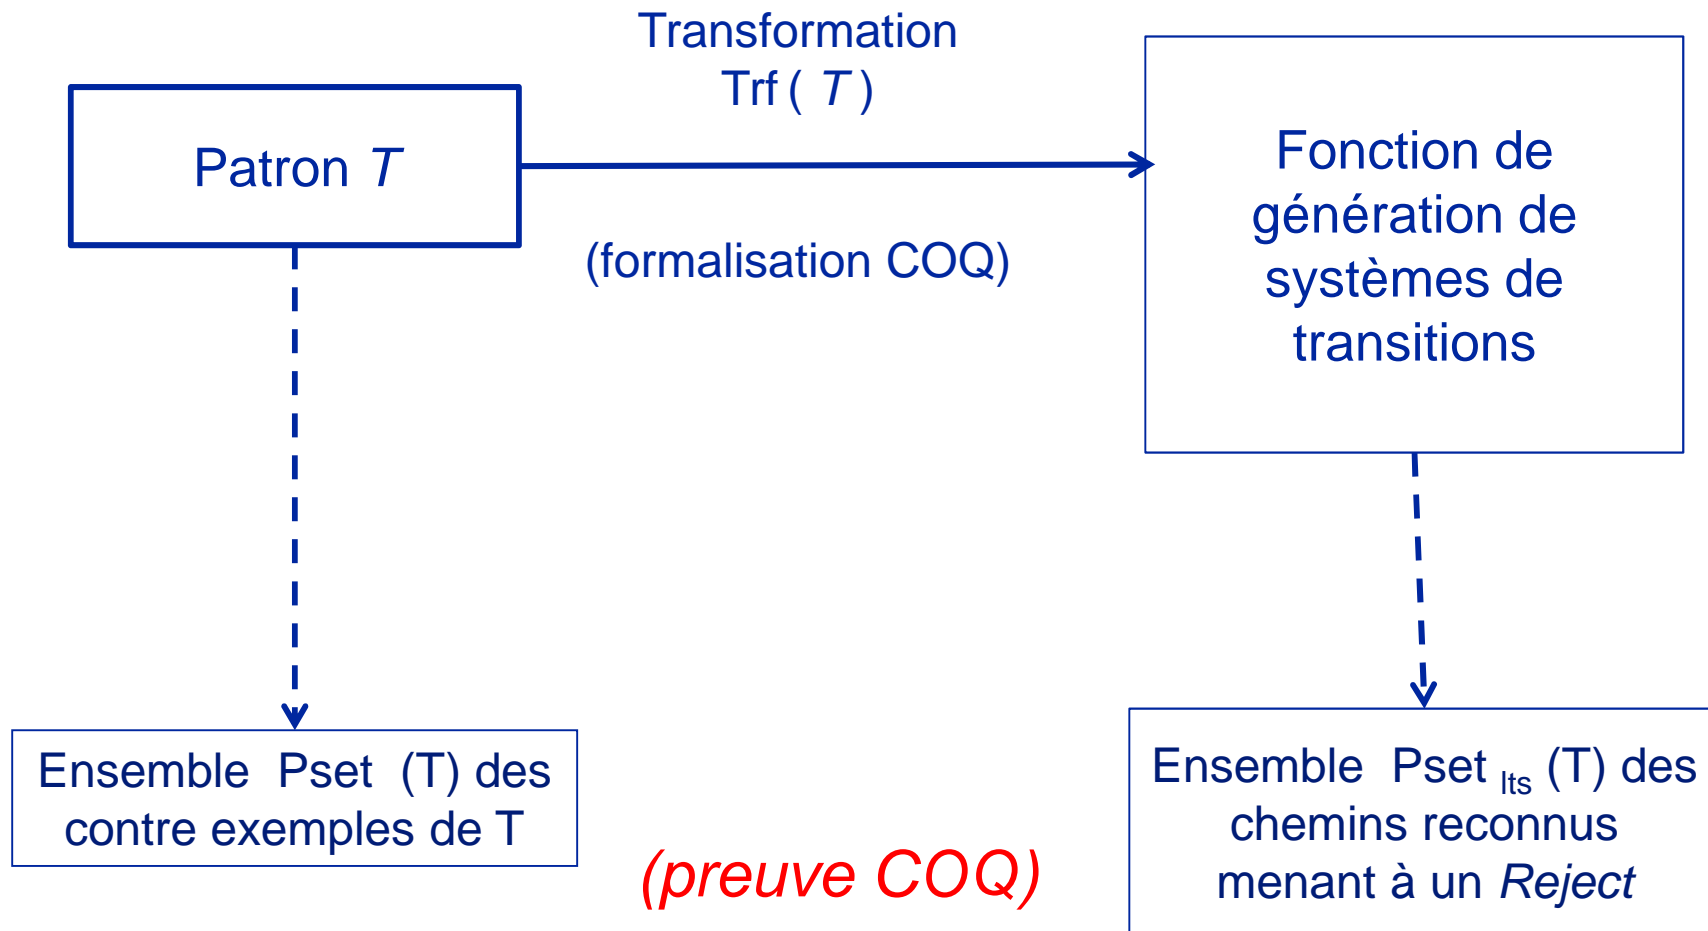 Transformation
Trf ( T )
Patron T
(formalisation COQ)
Fonction de
génération de
systèmes de
transitions
Ensemble Pset (T) des
contre exemples de T
(preuve COQ)
Ensemble Pset lts (T) des
chemins reconnus
menant à un Reject